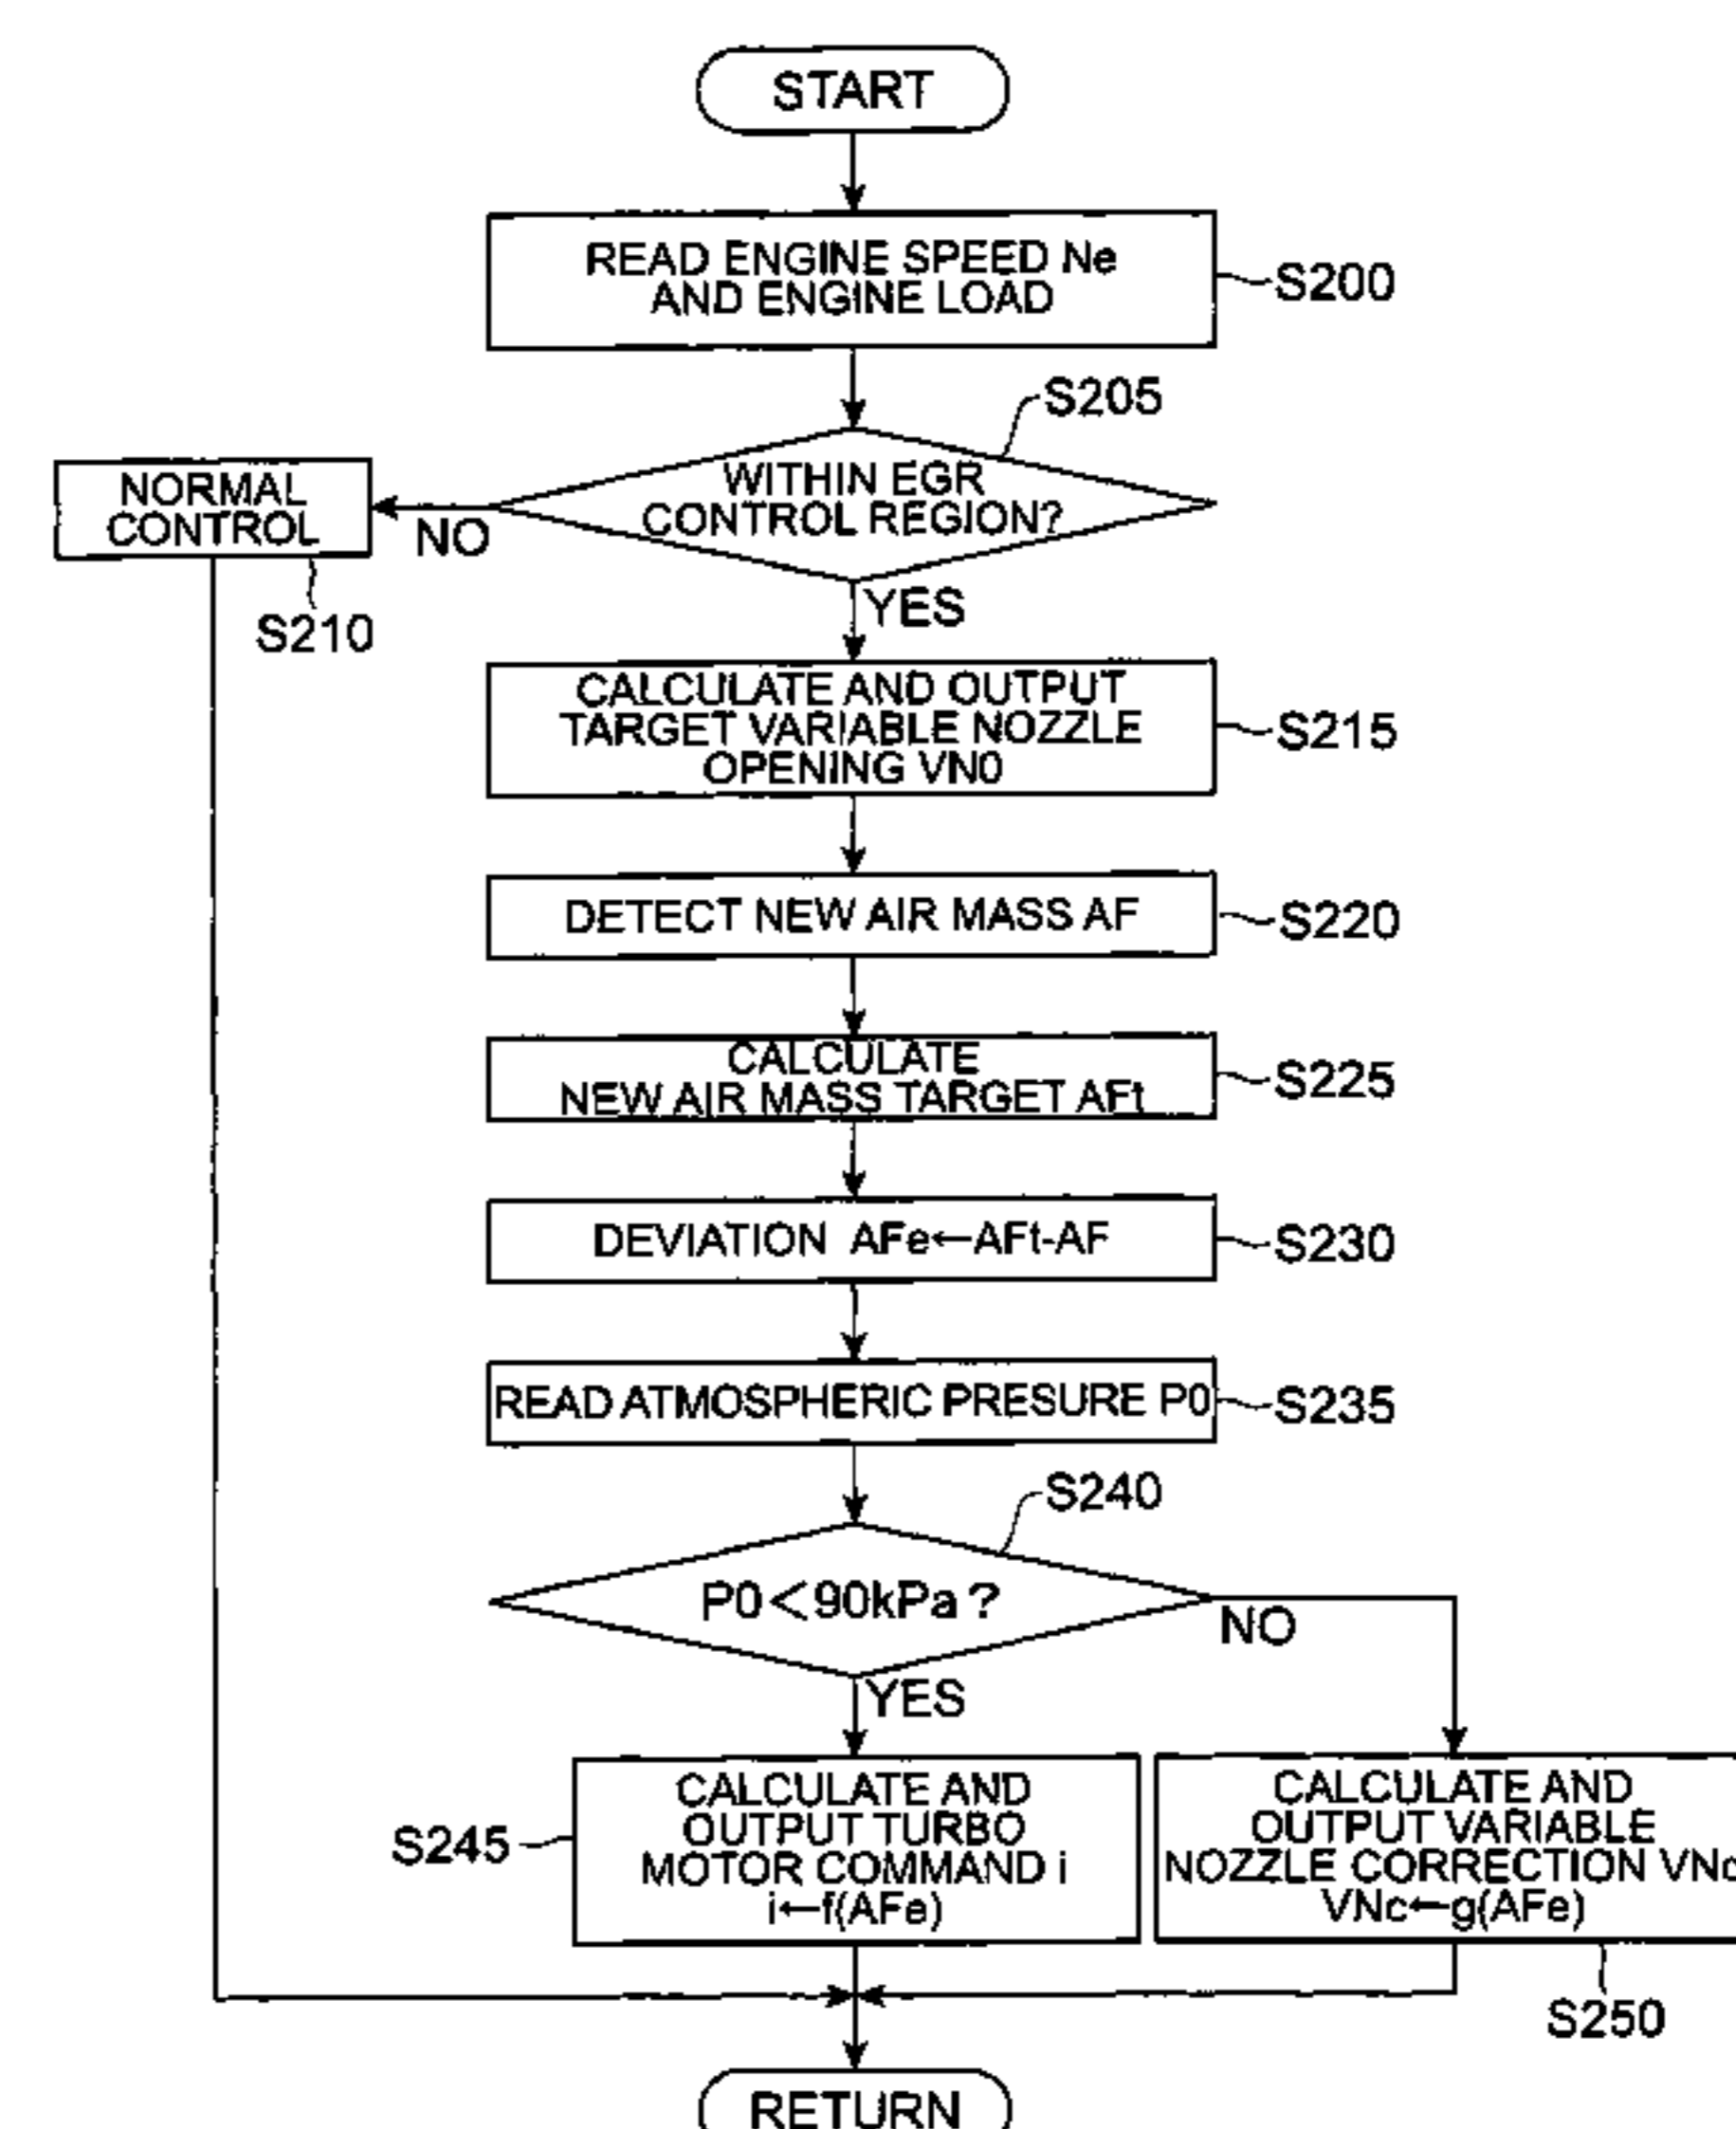 START
READ ENGINE SPEED Ne
AND ENGINE LOAD
S200
S205
WITHIN EGR
CONTROL REGION?
NO
NORMAL
CONTROL
S210
YES
CALCULATE AND OUTPUT
TARGET VARIABLE NOZZLE
OPENING VN0
S215
DETECT NEW AIR MASS AF
S220
CALCULATE
NEW AIR MASS TARGET AFt
S225
DEVIATION AFe←AFt-AF
S230
READ ATMOSPHERIC PRESURE P0
S235
S240
P0<90kPa?
NO
YES
CALCULATE AND
OUTPUT TURBO
MOTOR COMMAND i
i←f(AFe)
S245
CALCULATE AND
OUTPUT VARIABLE
NOZZLE CORRECTION VNc
VNc←g(AFe)
S250
RETURN